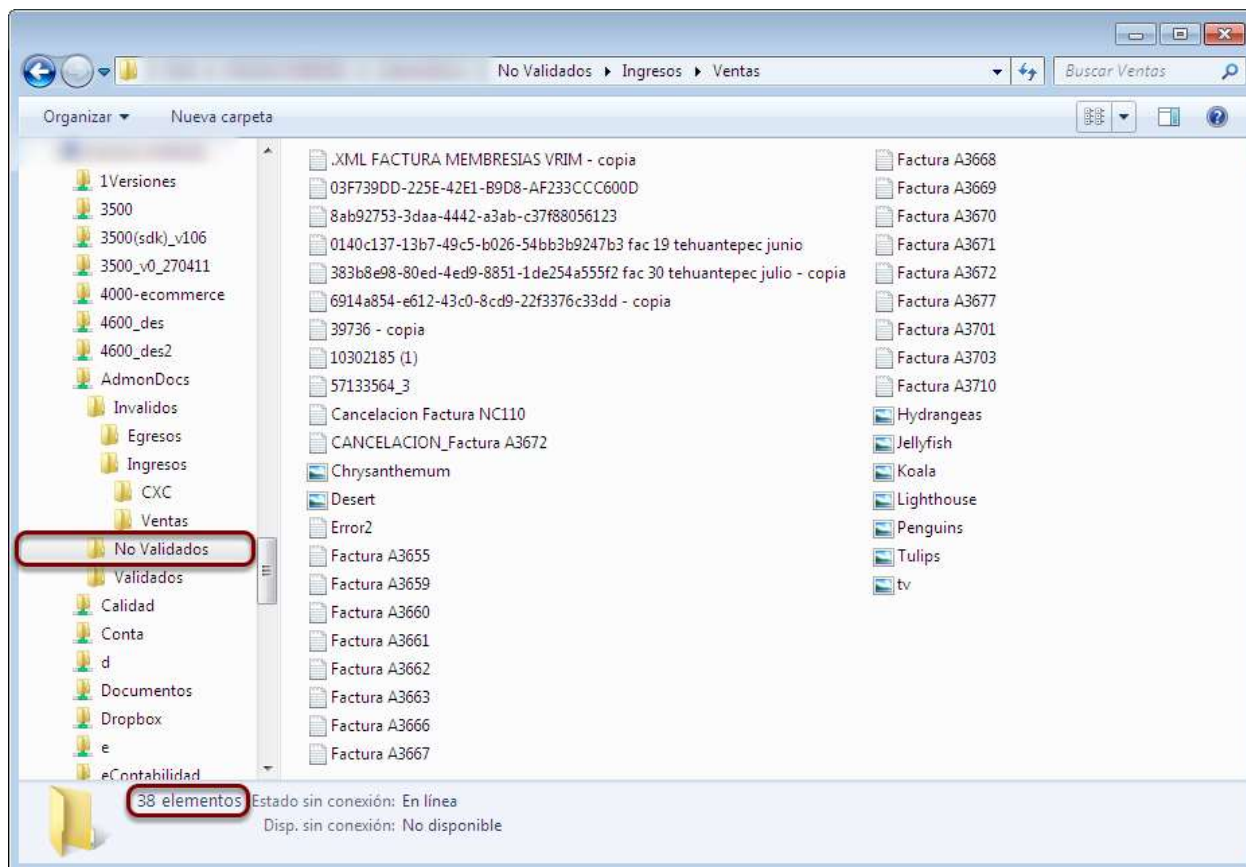 No Validados ▸ Ingresos ▸ Ventas
Buscar Ventas
Organizar
Nueva carpeta
1Versiones
3500
3500(sdk)_v106
3500_v0_270411
4000-ecommerce
4600_des
4600_des2
AdmonDocs
Invalidos
Egresos
Ingresos
CXC
Ventas
No Validados
Validados
Calidad
Conta
d
Documentos
Dropbox
e
eContabilidad
.XML FACTURA MEMBRESIAS VRIM - copia
03F739DD-225E-42E1-B9D8-AF233CCC600D
8ab92753-3daa-4442-a3ab-c37f88056123
0140c137-13b7-49c5-b026-54bb3b9247b3 fac 19 tehuantepec junio
383b8e98-80ed-4ed9-8851-1de254a555f2 fac 30 tehuantepec julio - copia
6914a854-e612-43c0-8cd9-22f3376c33dd - copia
39736 - copia
10302185 (1)
57133564_3
Cancelacion Factura NC110
CANCELACION_Factura A3672
Chrysanthemum
Desert
Error2
Factura A3655
Factura A3659
Factura A3660
Factura A3661
Factura A3662
Factura A3663
Factura A3666
Factura A3667
Factura A3668
Factura A3669
Factura A3670
Factura A3671
Factura A3672
Factura A3677
Factura A3701
Factura A3703
Factura A3710
Hydrangeas
Jellyfish
Koala
Lighthouse
Penguins
Tulips
tv
38 elementos Estado sin conexión: En línea
Disp. sin conexión: No disponible